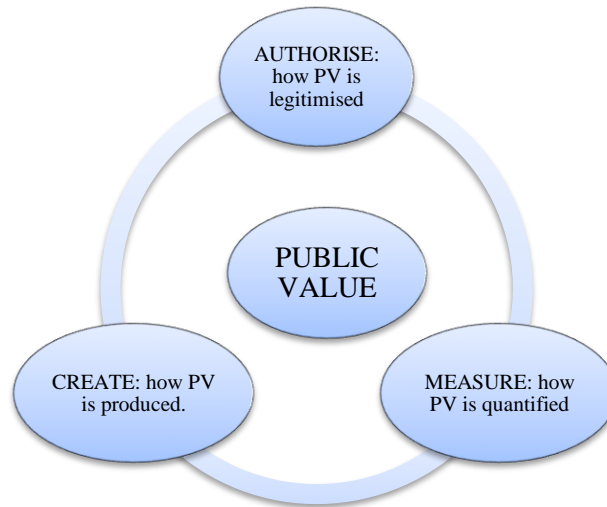 AUTHORISE:
how PV is
legitimised
PUBLIC
VALUE
CREATE: how PV
is produced.
MEASURE: how
PV is quantified